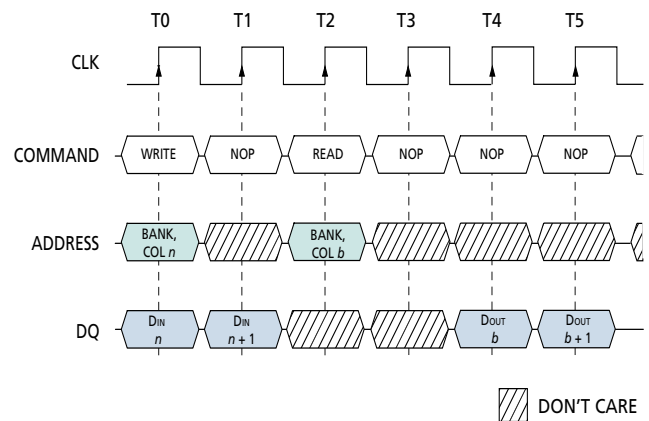 T0 T1 T2 T3 T4 T5
CLK
COMMAND WRITE NOP READ NOP NOP NOP
ADDRESS BANK, COL n BANK, COL b
DQ DIN n DIN n + 1 DOUT b DOUT b + 1
DON'T CARE